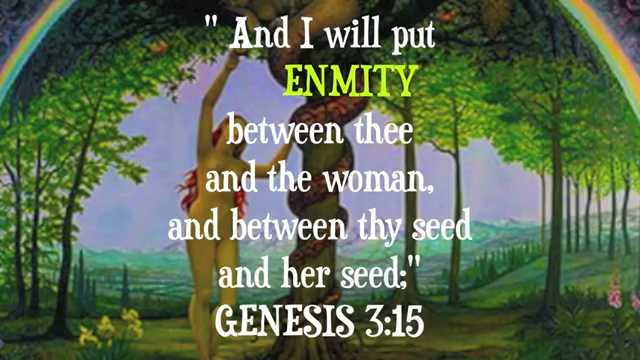 " And I will put
ENMITY
between thee
and the woman,
and between thy seed
and her seed;"
GENESIS 3:15